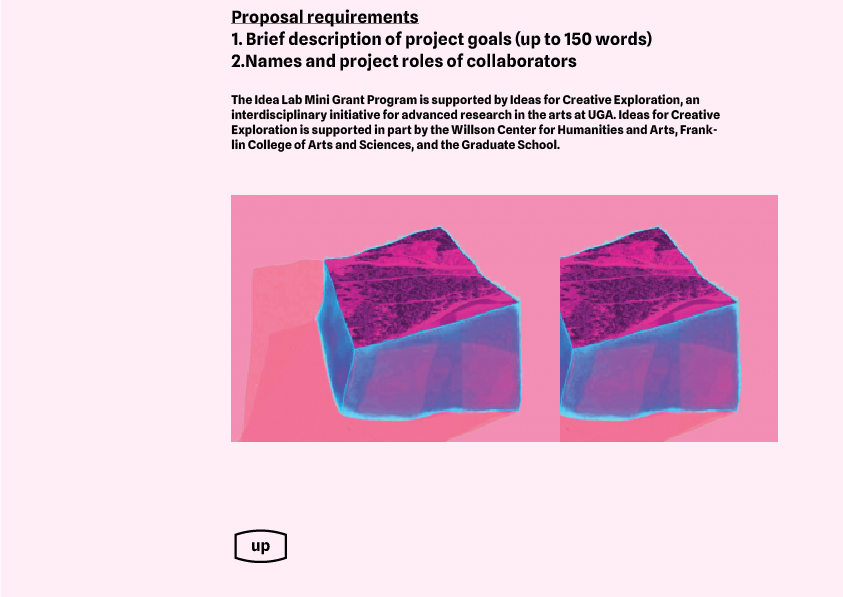 Proposal requirements
1. Brief description of project goals (up to 150 words)
2.Names and project roles of collaborators
The Idea Lab Mini Grant Program is supported by Ideas for Creative Exploration, an
interdisciplinary initiative for advanced research in the arts at UGA. Ideas for Creative
Exploration is supported in part by the Willson Center for Humanities and Arts, Frank-
lin College of Arts and Sciences, and the Graduate School.
up